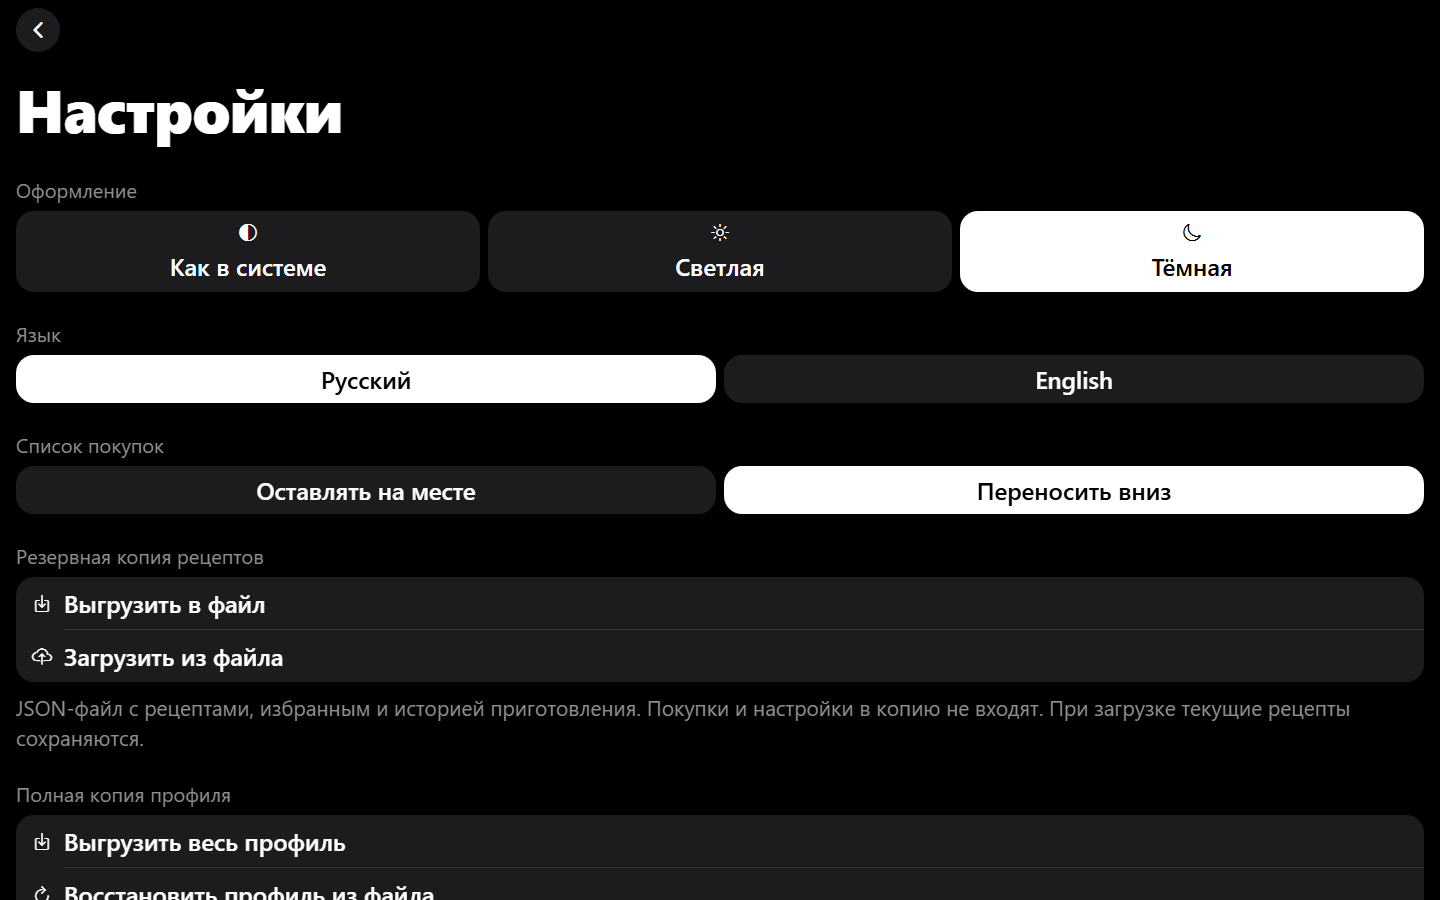 Настройки
Оформление
Как в системе
Светлая
Тёмная
Язык
Русский
English
Список покупок
Оставлять на месте
Переносить вниз
Резервная копия рецептов
Выгрузить в файл
Загрузить из файла
JSON-файл с рецептами, избранным и историей приготовления. Покупки и настройки в копию не входят. При загрузке текущие рецепты
сохраняются.
Полная копия профиля
Выгрузить весь профиль
Восстановить профиль из файла